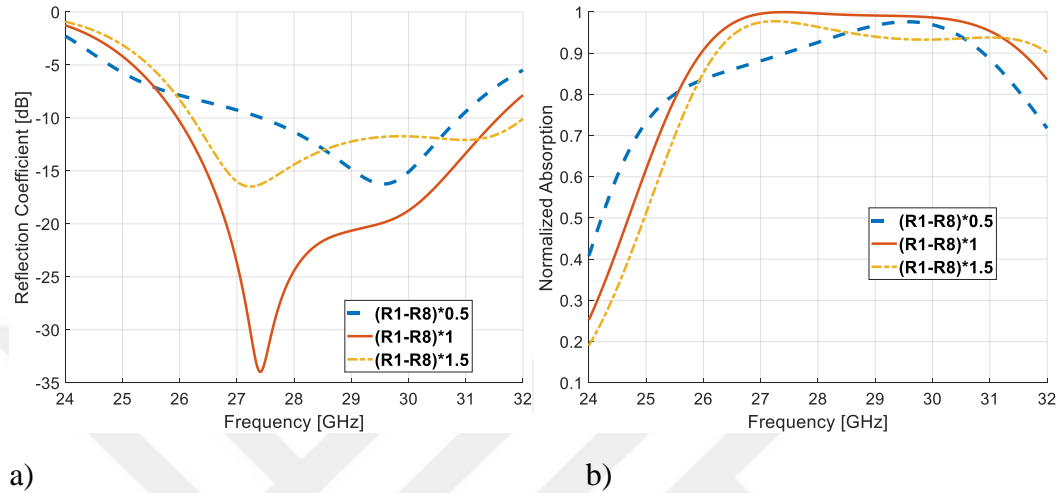 0
-5
-10
-15
-20
-25
-30
-35
Reflection Coefficient [dB]
(R1-R8)*0.5
(R1-R8)*1
(R1-R8)*1.5
24 25 26 27 28 29 30 31 32
Frequency [GHz]
a)
1
0.9
0.8
0.7
0.6
0.5
0.4
0.3
0.2
0.1
Normalized Absorption
(R1-R8)*0.5
(R1-R8)*1
(R1-R8)*1.5
24 25 26 27 28 29 30 31 32
Frequency [GHz]
b)